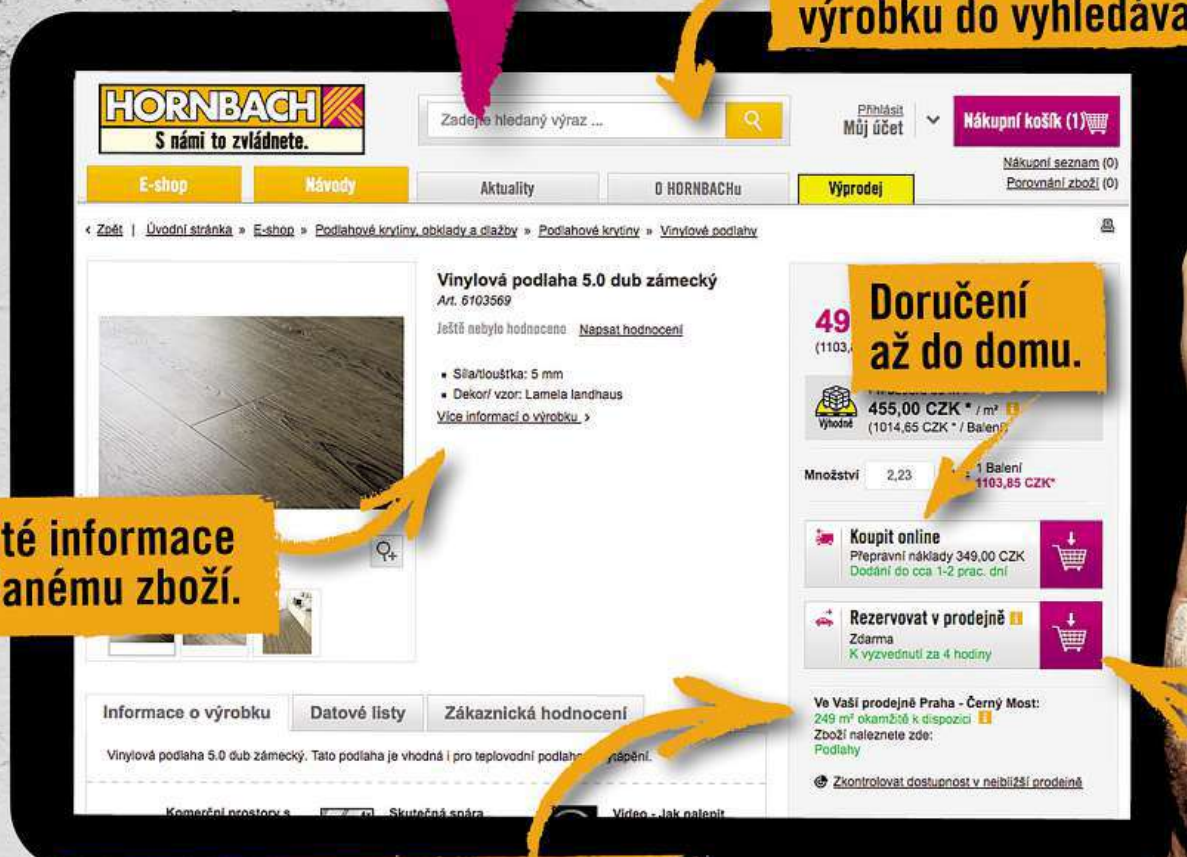 výrobku do
HORNBACH
S námi to zvládnete.
hledaný výraz ...
Přihlásit
Můj účet
Nákupní košík (1)
Nákupní seznam (0)
Porovnání zboží (0)
E-shop
Návody
Aktuality
O HORNBACHu
Výprodej
‹ Zpět | Úvodní stránka » E-shop » Podlahové krytiny, obklady a dlažby » Podlahové krytiny » Vinylové podlahy
Vinylová podlaha 5.0 dub zámecký
Art. 6103569
Ještě nebylo hodnoceno Napsat hodnocení
▪ Síla/tloušťka: 5 mm
▪ Dekor/ vzor: Lamela landhaus
Více informací o výrobku ›
Doručení
až do domu.
49
(1103,
Výhodné
455,00 CZK * / m²
(1014,65 CZK * / Balení)
Množství 2,23
1 Balení
1103,85 CZK*
Koupit online
Přepravní náklady 349,00 CZK
Dodání do cca 1-2 prac. dní
Rezervovat v prodejně
Zdarma
K vyzvednutí za 4 hodiny
informace
zboží.
Ve Vaší prodejně Praha - Černý Most:
249 m² okamžitě k dispozici
Zboží naleznete zde:
Podlahy
Zkontrolovat dostupnost v nejbližší prodejně
Informace o výrobku
Datové listy
Zákaznická hodnocení
Vinylová podlaha 5.0 dub zámecký. Tato podlaha je vhodná i pro teplovodní
Komerční prostory s
Skutečná spára
Video - Jak nalepit